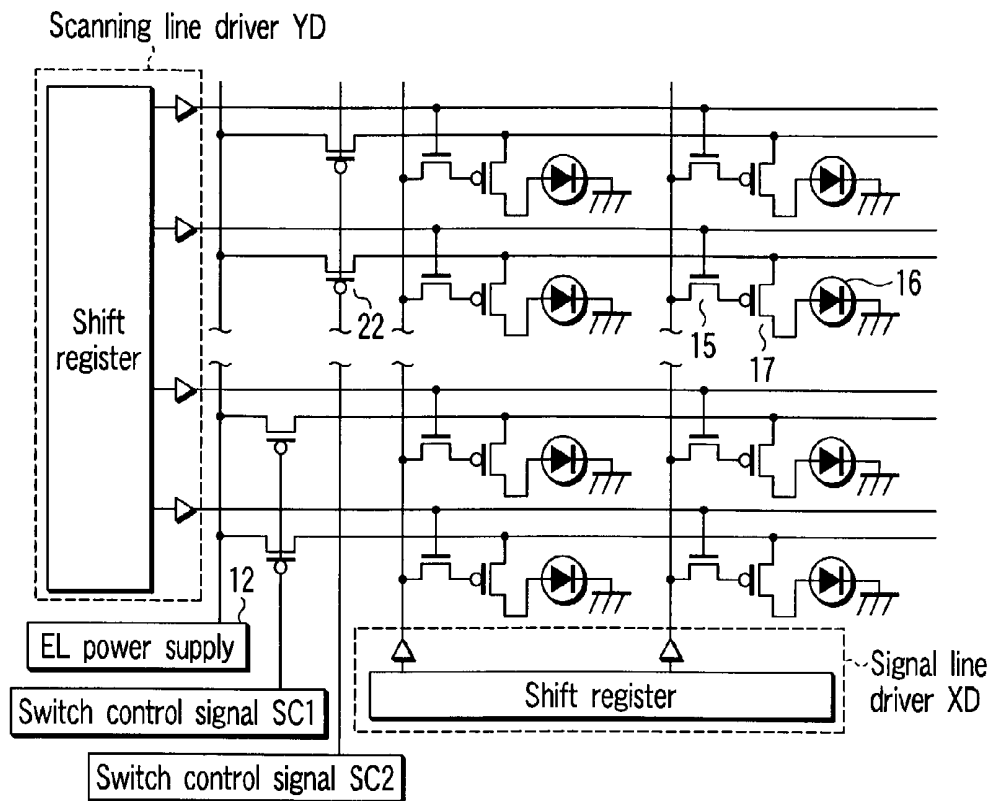 Scanning line driver YD
Shift
register
22
15
17
16
12
EL power supply
Switch control signal SC1
Switch control signal SC2
Shift register
Signal line
driver XD